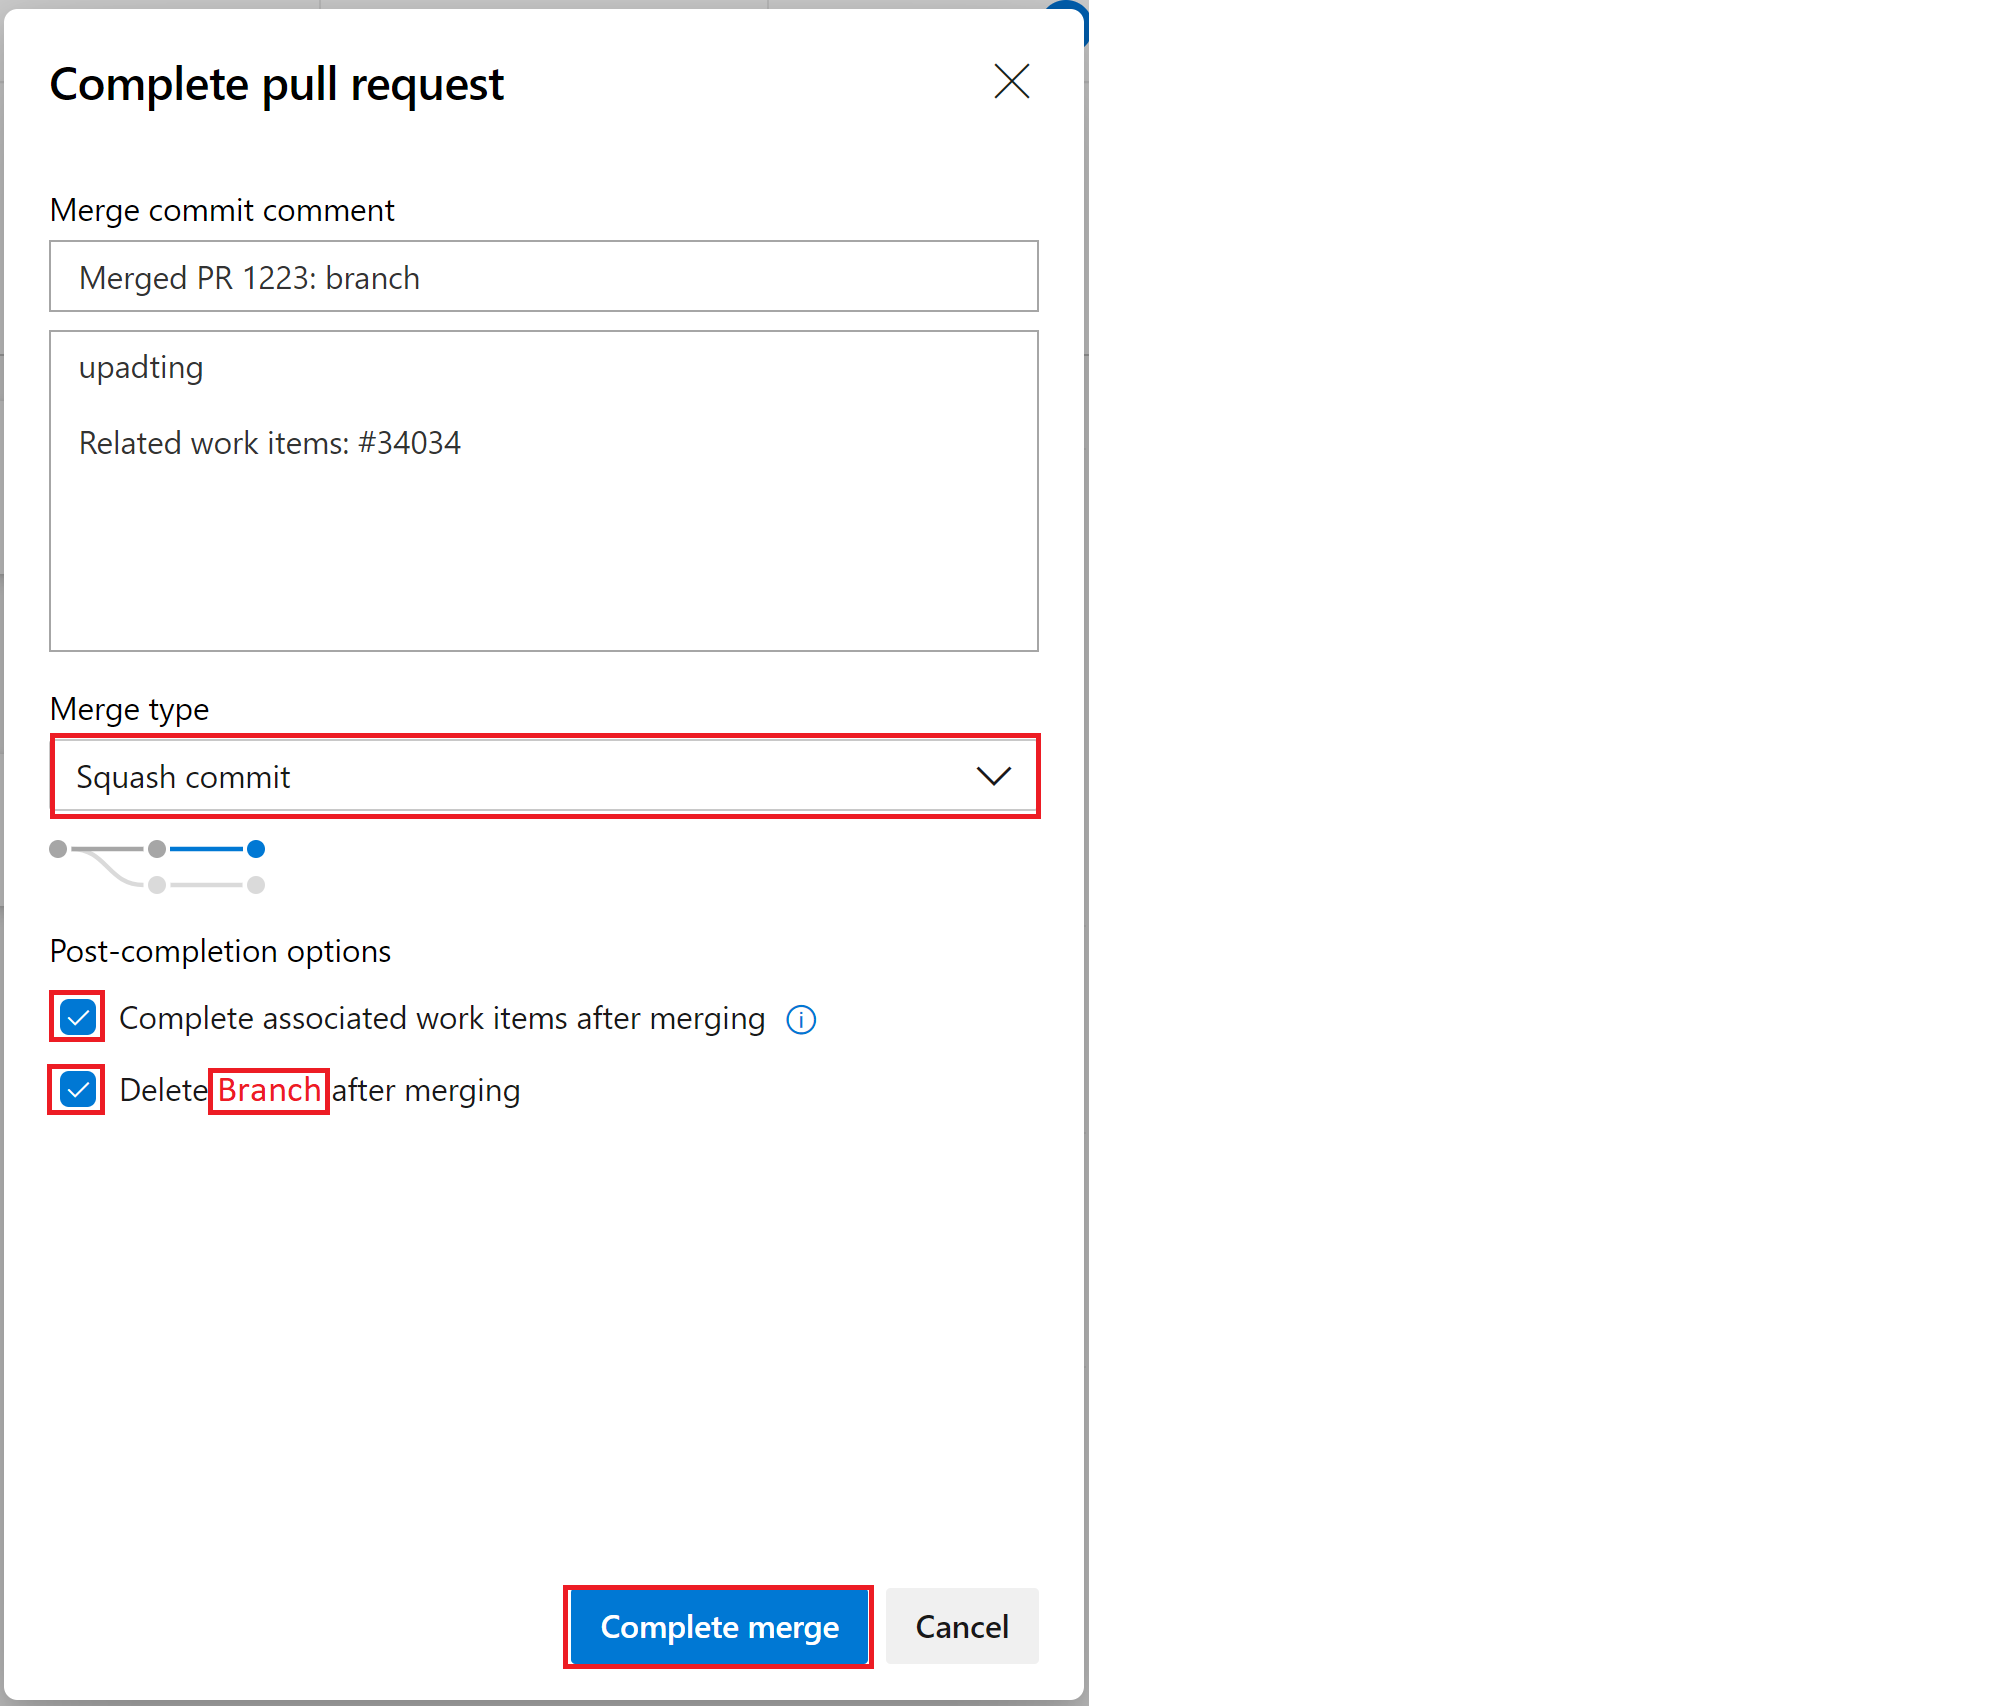 Complete pull request
Merge commit comment
Merged PR 1223: branch
upadting
Related work items: #34034
Merge type
Squash commit
Post-completion options
Complete associated work items after merging
Delete Branch after merging
Complete merge
Cancel